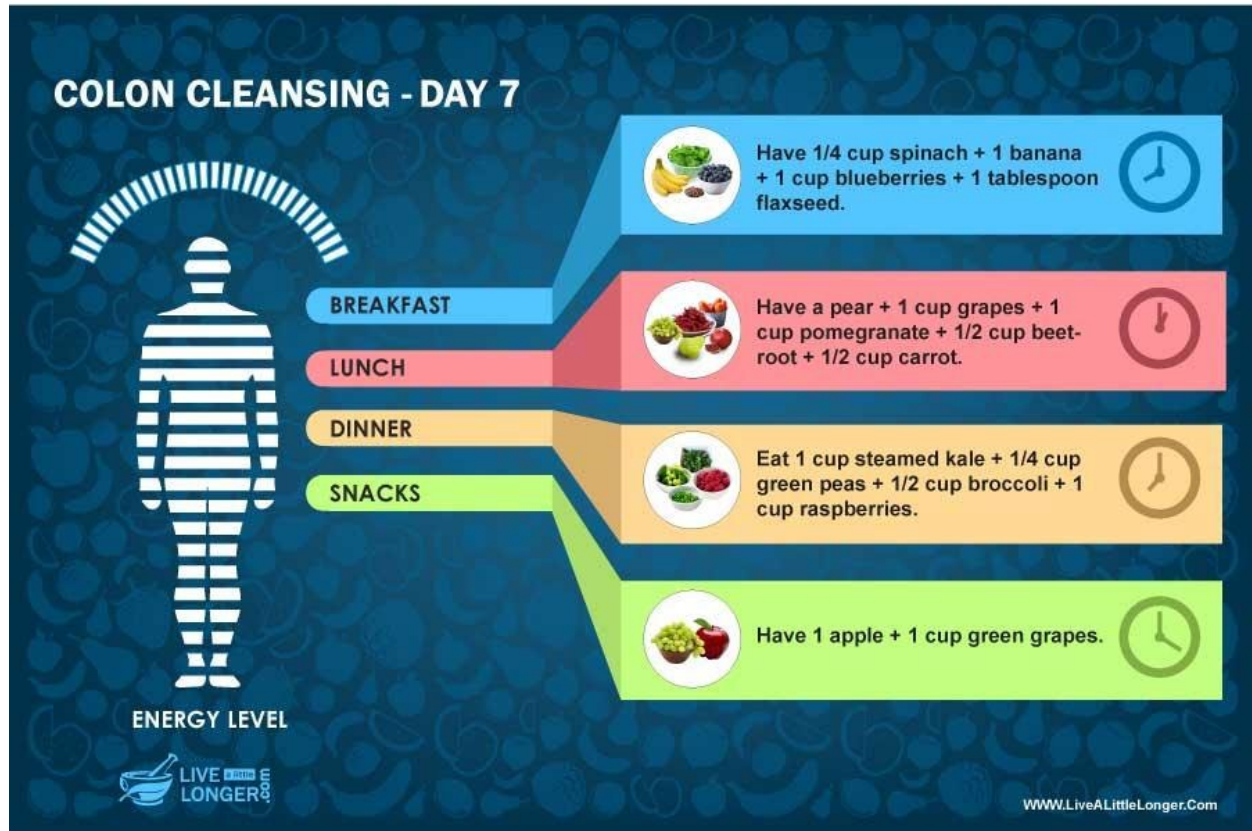 COLON CLEANSING - DAY 7
BREAKFAST
Have 1/4 cup spinach + 1 banana
+ 1 cup blueberries + 1 tablespoon
flaxseed.
LUNCH
Have a pear + 1 cup grapes + 1
cup pomegranate + 1/2 cup beet-
root + 1/2 cup carrot.
DINNER
Eat 1 cup steamed kale + 1/4 cup
green peas + 1/2 cup broccoli + 1
cup raspberries.
SNACKS
Have 1 apple + 1 cup green grapes.
ENERGY LEVEL
LIVE a little
LONGER.com
WWW.LiveALittleLonger.Com